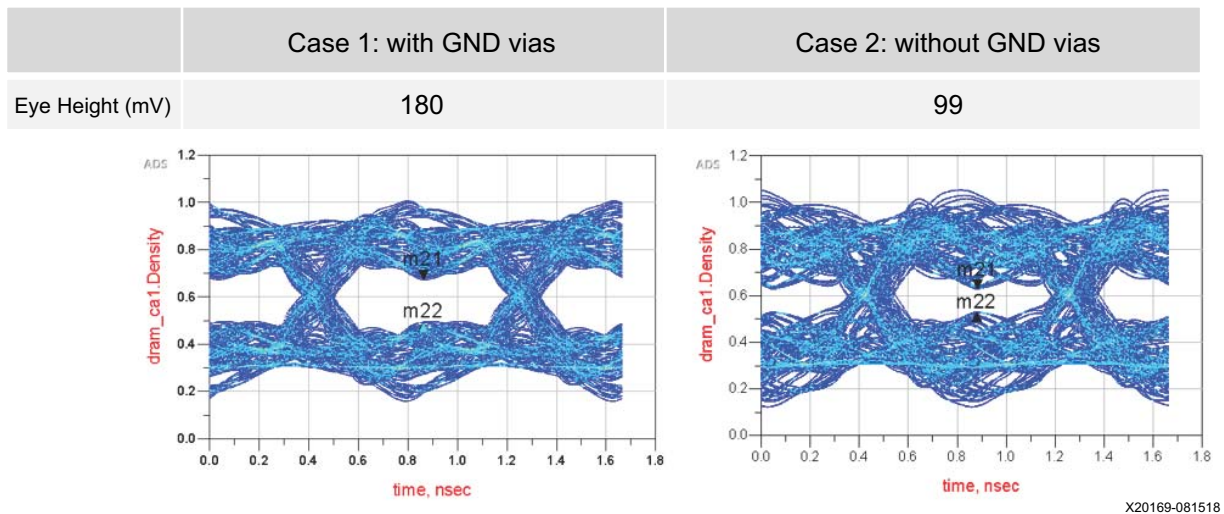 Case 1: with GND vias
Case 2: without GND vias
Eye Height (mV)
180
99
ADS
1.2
1.0
0.8
0.6
0.4
0.2
0.0
dram_ca1.Density
m21
m22
0.0 0.2 0.4 0.6 0.8 1.0 1.2 1.4 1.6 1.8
time, nsec
ADS
1.2
1.0
0.8
0.6
0.4
0.2
0.0
dram_ca1.Density
m21
m22
0.0 0.2 0.4 0.6 0.8 1.0 1.2 1.4 1.6 1.8
time, nsec
X20169-081518